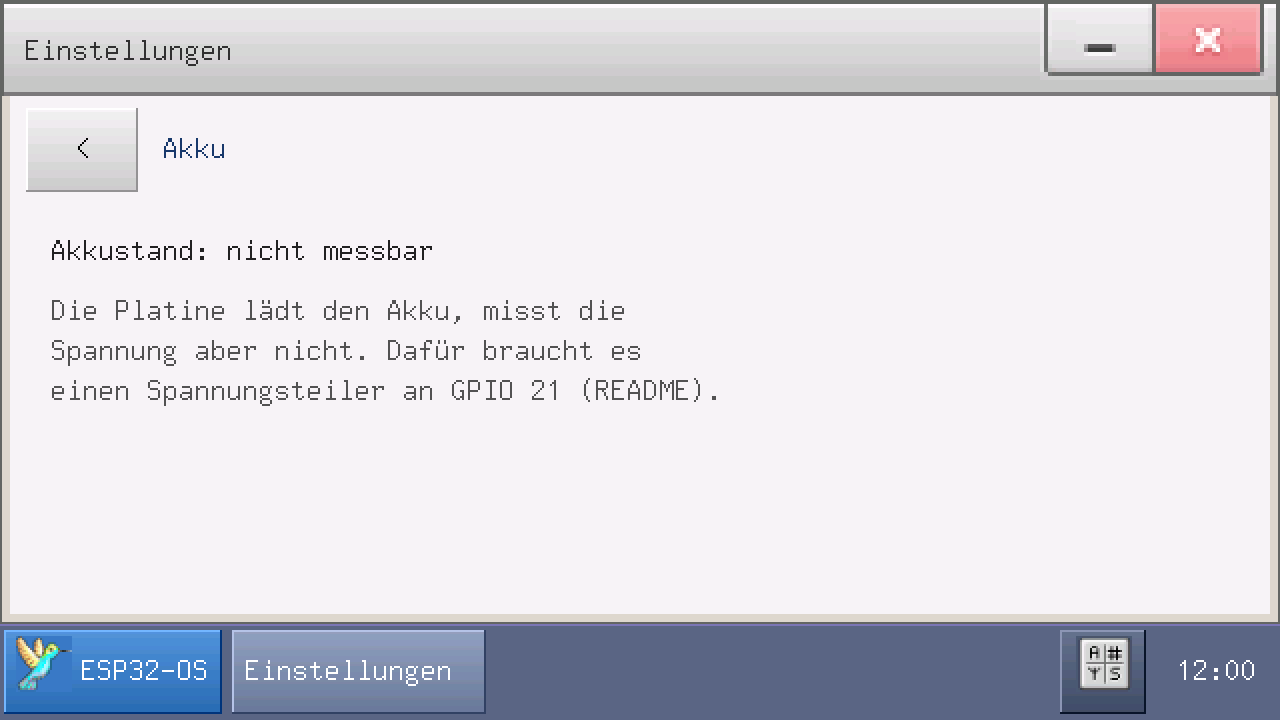 Einstellungen
<
Akku
Akkustand: nicht messbar
Die Platine lädt den Akku, misst die
Spannung aber nicht. Dafür braucht es
einen Spannungsteiler an GPIO 21 (README).
ESP32-OS
Einstellungen
A #
Y S
12:00